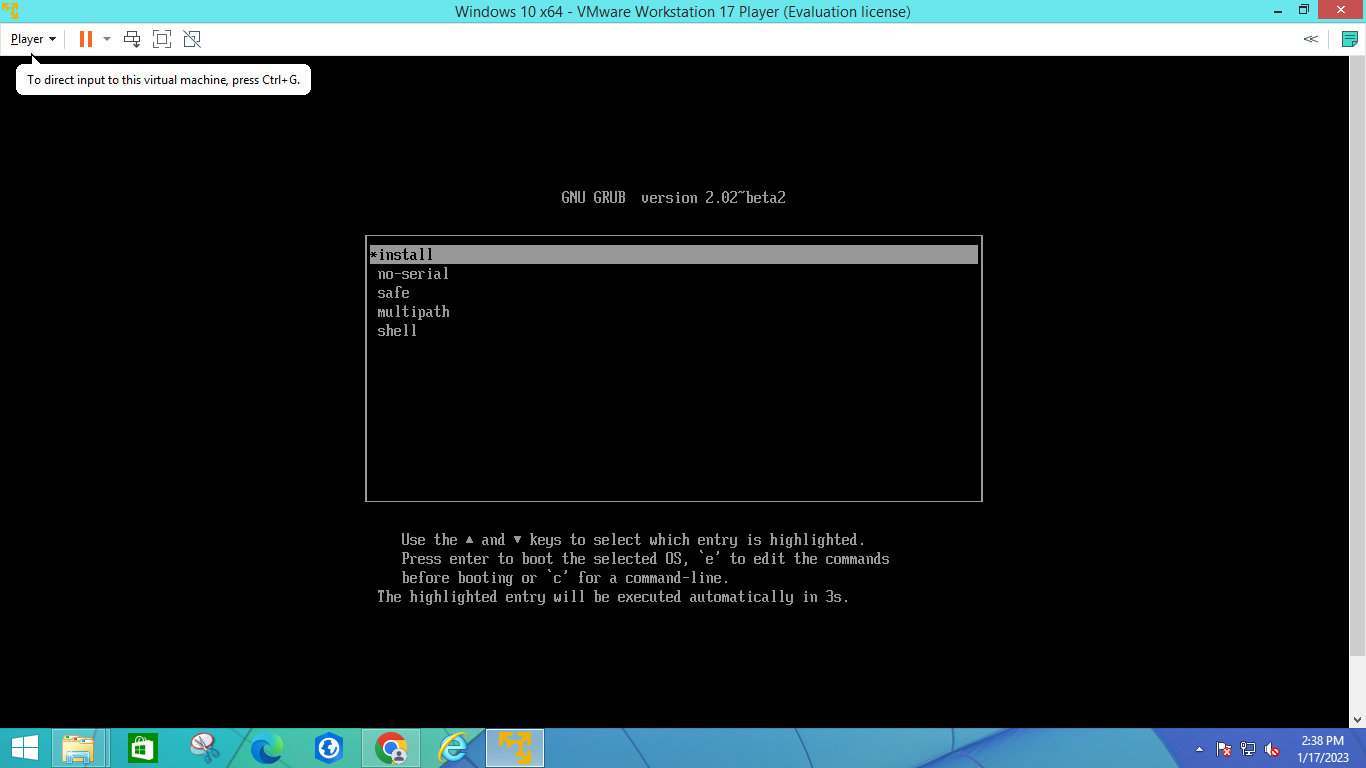 Windows 10 x64 - VMware Workstation 17 Player (Evaluation license)
Player
To direct input to this virtual machine, press Ctrl+G.
GNU GRUB  version 2.02~beta2
*install
no-serial
safe
multipath
shell
Use the ▲ and ▼ keys to select which entry is highlighted.
Press enter to boot the selected OS, `e' to edit the commands
before booting or `c' for a command-line.
The highlighted entry will be executed automatically in 3s.
2:38 PM
1/17/2023